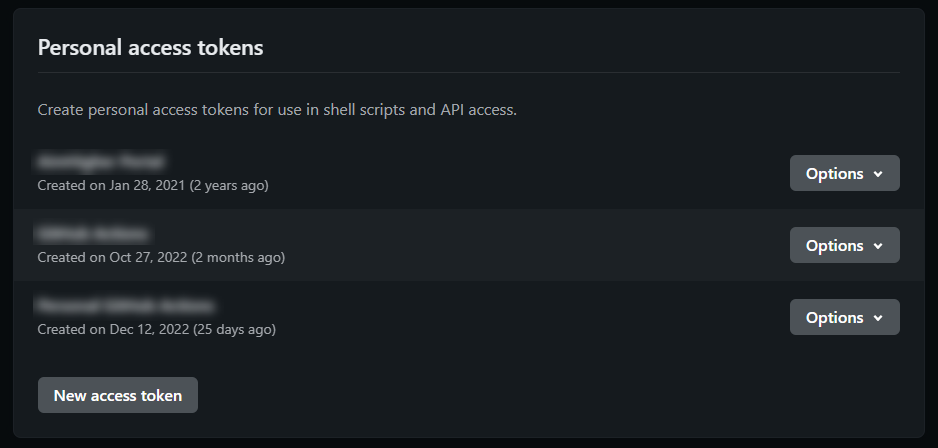 Personal access tokens
Create personal access tokens for use in shell scripts and API access.
Created on Jan 28, 2021 (2 years ago)
Options
Created on Oct 27, 2022 (2 months ago)
Options
Created on Dec 12, 2022 (25 days ago)
Options
New access token